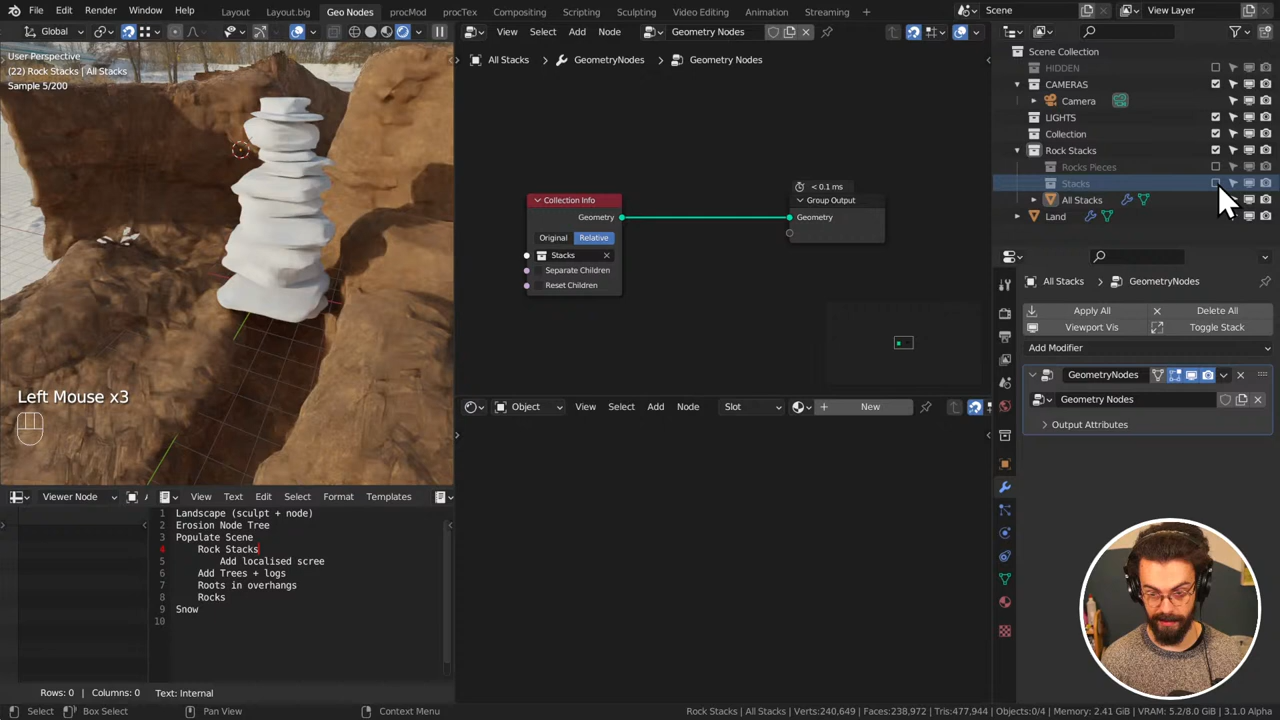 File Edit Render Window Help Layout Layout.big Geo Nodes procMod procTex Compositing Scripting Sculpting Video Editing Animation Streaming + Scene View Layer
Global View Select Add Node Geometry Nodes
User Perspective
(22) Rock Stacks | All Stacks
Sample 5/200
All Stacks > GeometryNodes > Geometry Nodes
Scene Collection
HIDDEN
CAMERAS
Camera
LIGHTS
Collection
Rock Stacks
Rocks Pieces
Stacks
All Stacks
Land
< 0.1 ms
Collection Info
Geometry
Original Relative
Stacks
Separate Children
Reset Children
Group Output
Geometry
All Stacks > GeometryNodes
Apply All Delete All
Viewport Vis Toggle Stack
Add Modifier
GeometryNodes
Geometry Nodes
Output Attributes
Left Mouse x3
Object View Select Add Node Slot New
Viewer Node View Text Edit Select Format Templates
1 Landscape (sculpt + node)
2 Erosion Node Tree
3 Populate Scene
4 Rock Stacks
5 Add localised scree
6 Add Trees + logs
7 Roots in overhangs
8 Rocks
9 Snow
10
Rows: 0 | Columns: 0 Text: Internal
Select Box Select Pan View Context Menu Rock Stacks | All Stacks | Verts:240,649 | Faces:238,972 | Tris:477,944 | Objects:0/4 | Memory: 2.41 GiB | VRAM: 5.2/8.0 GiB | 3.1.0 Alpha